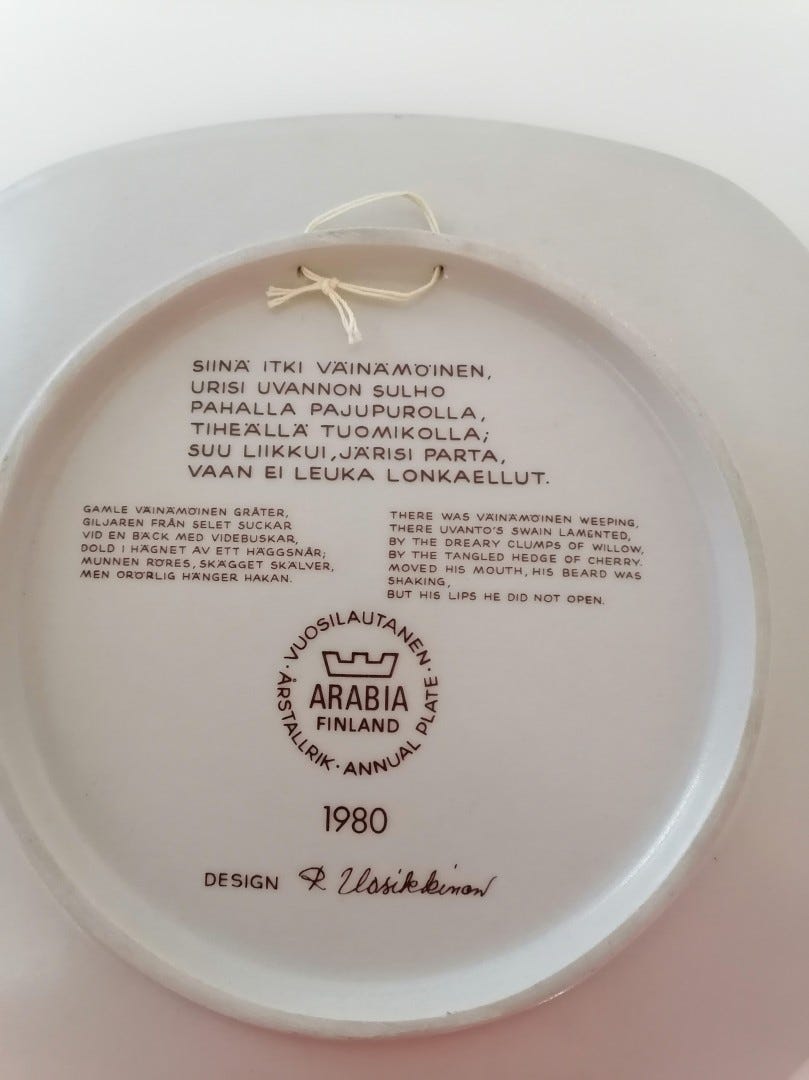 SIINÄ ITKI VÄINÄMÖINEN,
URISI UVANNON SULHO
PAHALLA PAJUPUROLLA,
TIHEÄLLÄ TUOMIKOLLA;
SUU LIIKKUI, JÄRISI PARTA,
VAAN EI LEUKA LONKAELLUT.
GAMLE VÄINÄMÖINEN GRÅTER,
GILJAREN FRÅN SELET SUCKAR
VID EN BÄCK MED VIDEBUSKAR,
DOLD I HÄGNET AV ETT HÄGGSNÅR;
MUNNEN RÖRES, SKÄGGET SKÄLVER,
MEN ORÖRLIG HÄNGER HAKAN.
THERE WAS VÄINÄMÖINEN WEEPING,
THERE UVANTO'S SWAIN LAMENTED,
BY THE DREARY CLUMPS OF WILLOW,
BY THE TANGLED HEDGE OF CHERRY.
MOVED HIS MOUTH, HIS BEARD WAS
SHAKING,
BUT HIS LIPS HE DID NOT OPEN.
· VUOSILAUTANEN ·
ARABIA
FINLAND
ÅRSTALLRIK · ANNUAL PLATE
1980
DESIGN R Uosikkinen